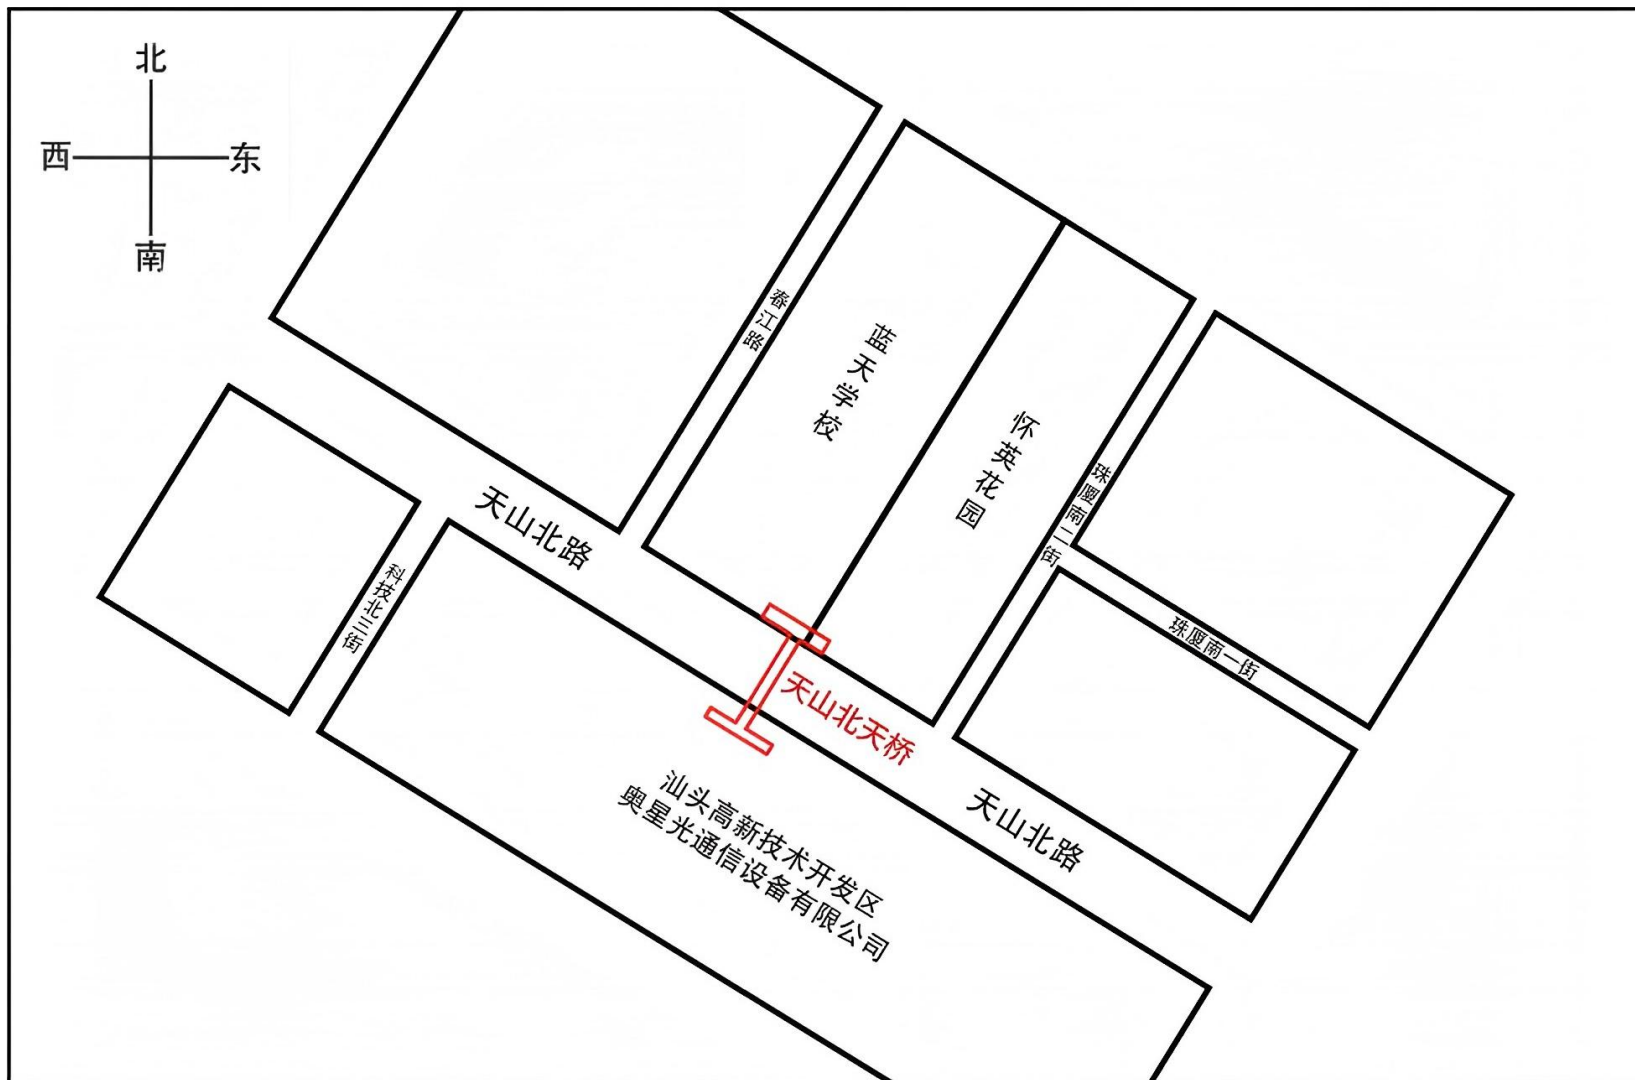 北
西
东
南
春江路
蓝天学校
怀英花园
珠厦南二街
珠厦南一街
天山北路
科技北三街
天山北天桥
天山北路
汕头高新技术开发区
奥星光通信设备有限公司